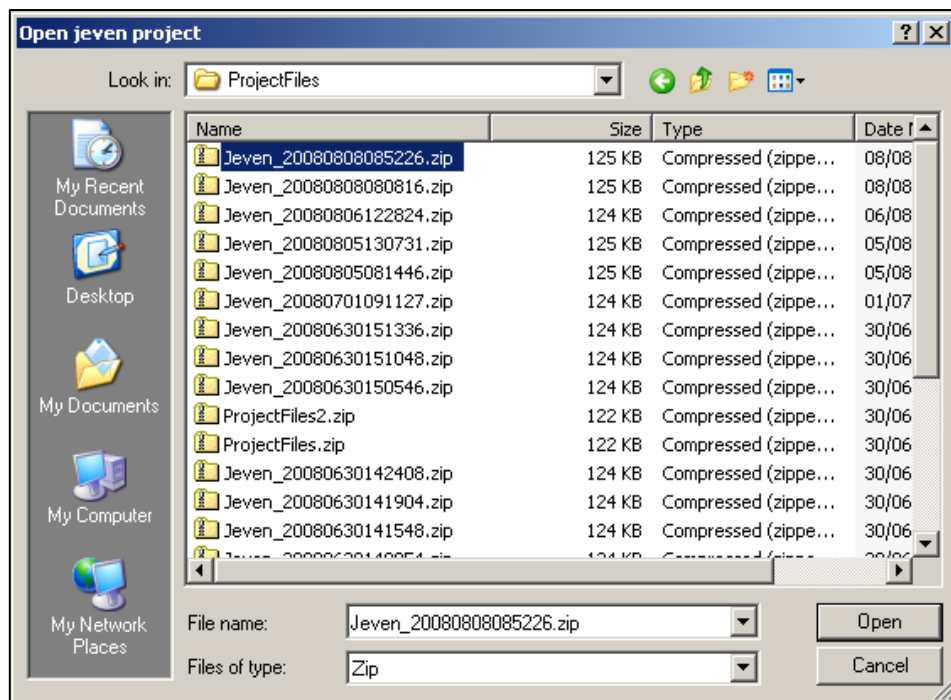 Open jeven project
Look in: ProjectFiles
My Recent
Documents
Desktop
My Documents
My Computer
My Network
Places
Name Size Type Date
Jeven_20080808085226.zip 125 KB Compressed (zippe... 08/08
Jeven_20080808080816.zip 125 KB Compressed (zippe... 08/08
Jeven_20080806122824.zip 124 KB Compressed (zippe... 06/08
Jeven_20080805130731.zip 125 KB Compressed (zippe... 05/08
Jeven_20080805081446.zip 125 KB Compressed (zippe... 05/08
Jeven_20080701091127.zip 124 KB Compressed (zippe... 01/07
Jeven_20080630151336.zip 124 KB Compressed (zippe... 30/06
Jeven_20080630151048.zip 124 KB Compressed (zippe... 30/06
Jeven_20080630150546.zip 124 KB Compressed (zippe... 30/06
ProjectFiles2.zip 122 KB Compressed (zippe... 30/06
ProjectFiles.zip 122 KB Compressed (zippe... 30/06
Jeven_20080630142408.zip 124 KB Compressed (zippe... 30/06
Jeven_20080630141904.zip 124 KB Compressed (zippe... 30/06
Jeven_20080630141548.zip 124 KB Compressed (zippe... 30/06
File name: Jeven_20080808085226.zip Open
Files of type: Zip Cancel